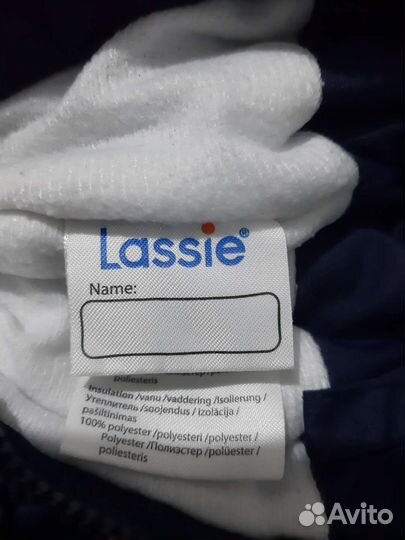 Lassie®
Name:
poliesteris
Insulation /vanu /vaddering /Isolierung /
Утеплитель /soojendus / izolācija /
pašiltinimas
100% polyester /polyesteri /polyester /
Polyester /Полиэстер /polüester /
poliesteris
Avito